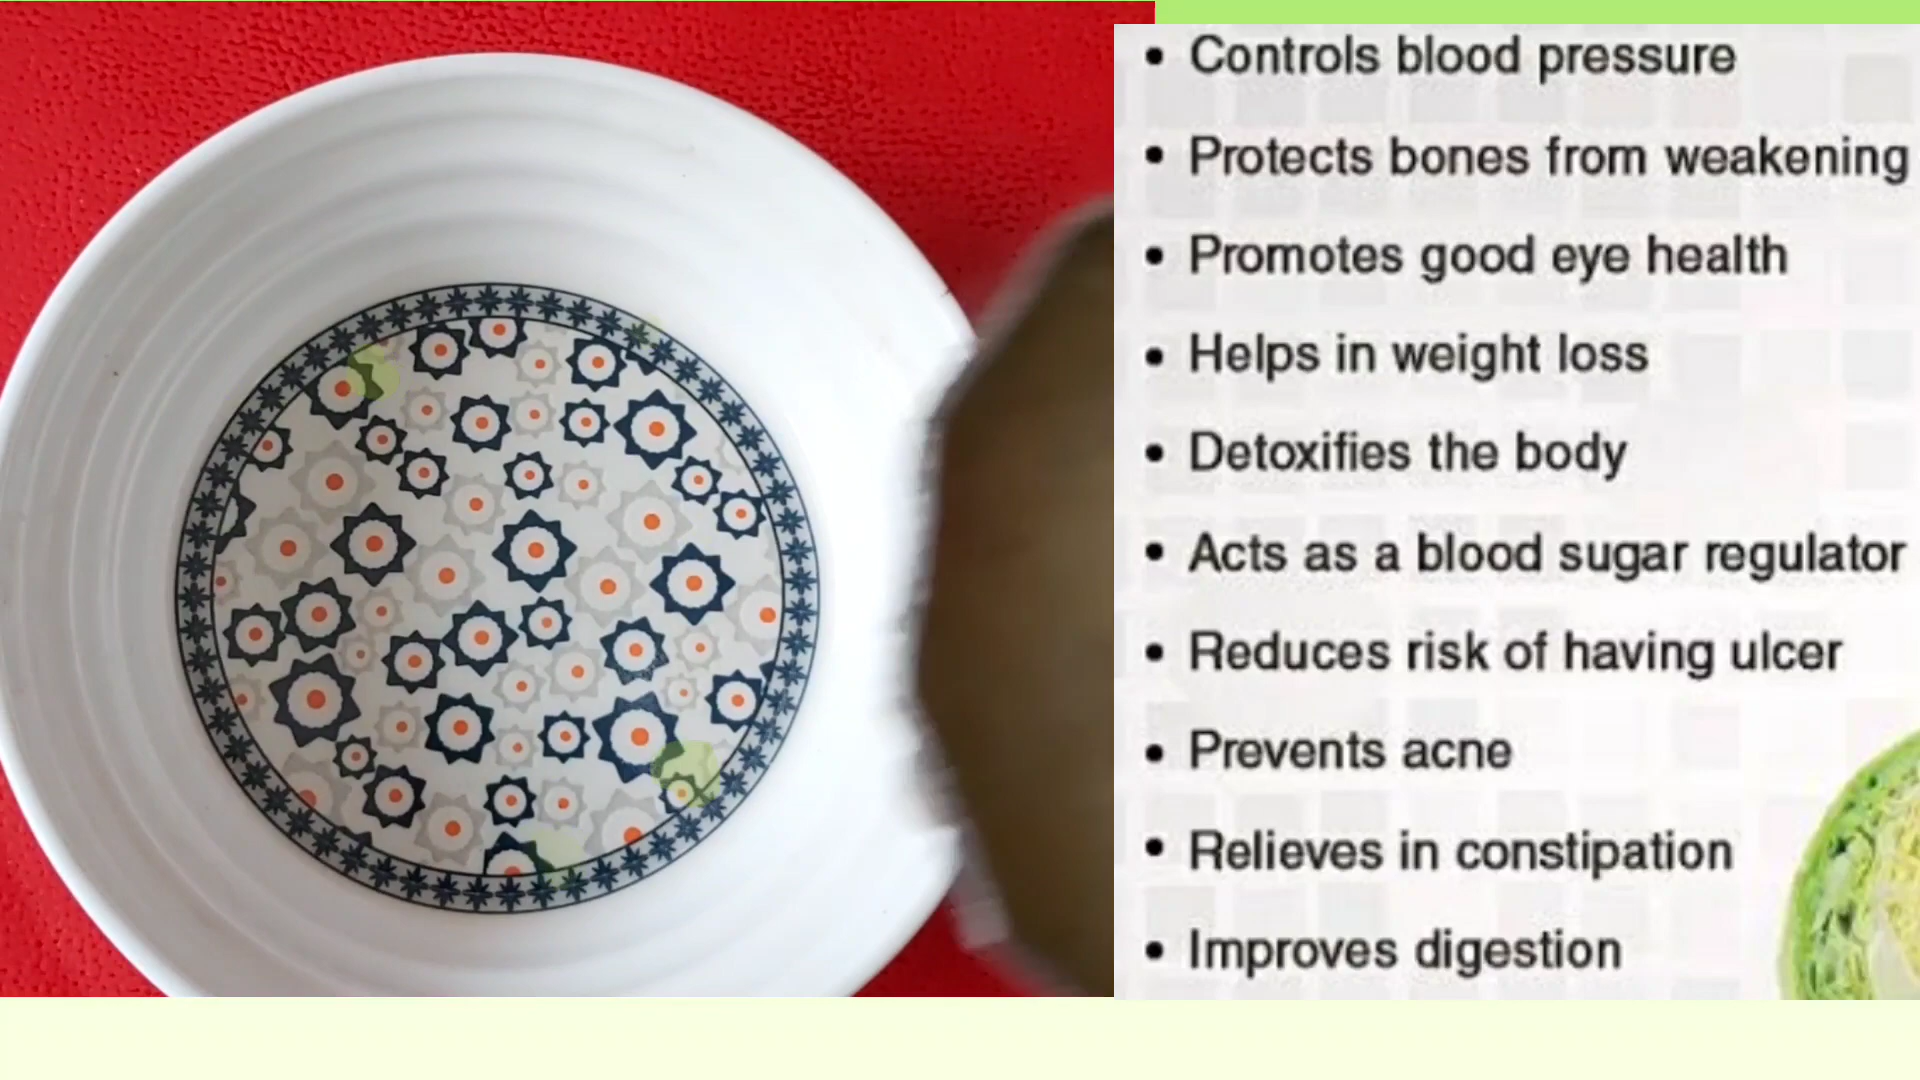 • Controls blood pressure
• Protects bones from weakening
• Promotes good eye health
• Helps in weight loss
• Detoxifies the body
• Acts as a blood sugar regulator
• Reduces risk of having ulcer
• Prevents acne
• Relieves in constipation
• Improves digestion